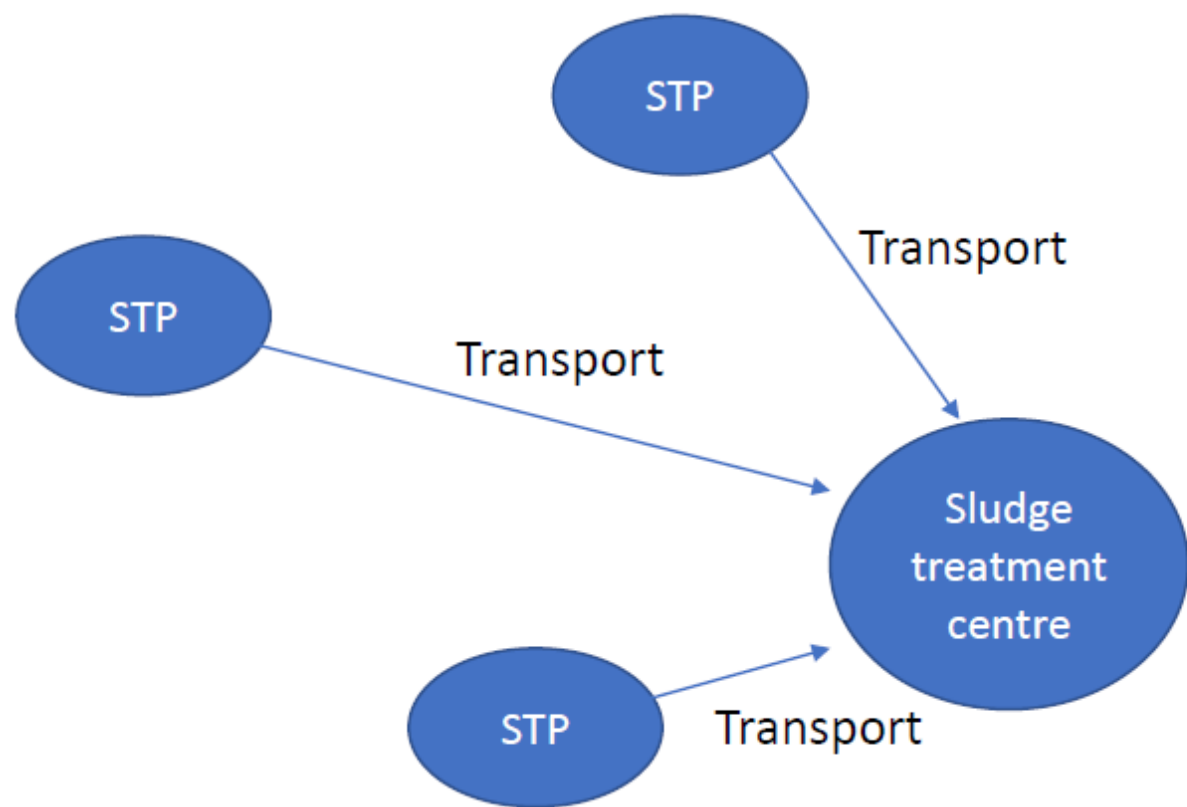 STP
Transport
STP
Transport
Sludge
treatment
centre
STP
Transport